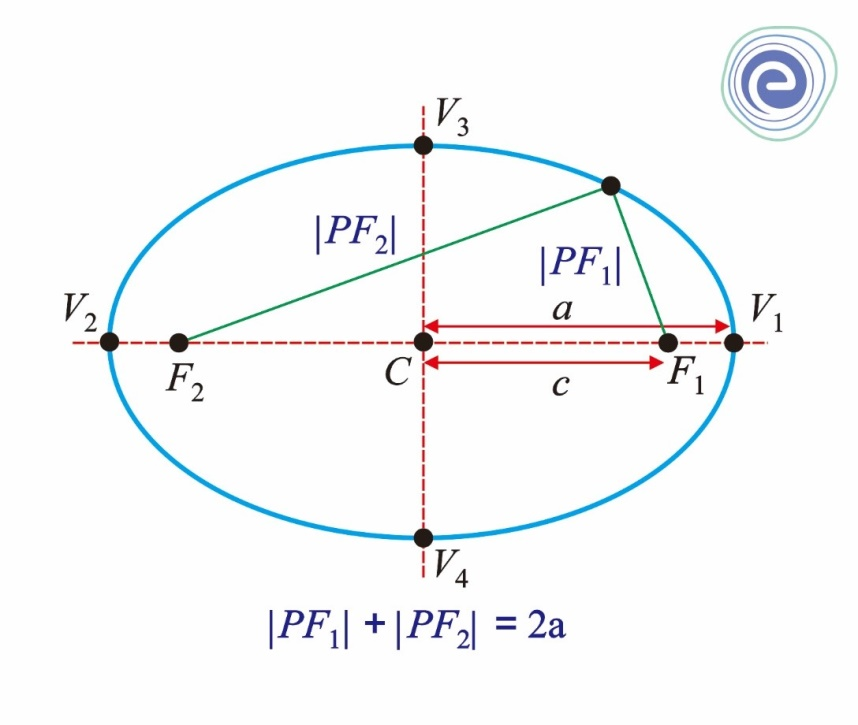 V₃
|PF₂|
|PF₁|
a
V₂
V₁
F₂
C
c
F₁
V₄
|PF₁| + |PF₂| = 2a